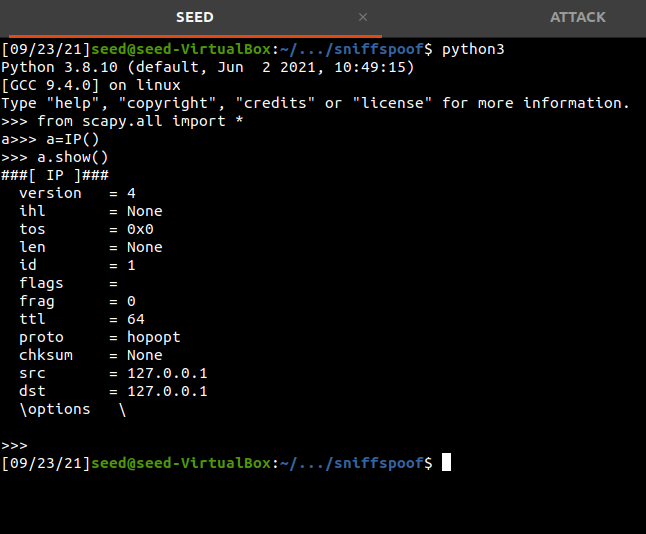 SEED × ATTACK
[09/23/21]seed@seed-VirtualBox:~/.../sniffspoof$ python3
Python 3.8.10 (default, Jun  2 2021, 10:49:15)
[GCC 9.4.0] on linux
Type "help", "copyright", "credits" or "license" for more information.
>>> from scapy.all import *
a>>> a=IP()
>>> a.show()
###[ IP ]###
  version   = 4
  ihl       = None
  tos       = 0x0
  len       = None
  id        = 1
  flags     =
  frag      = 0
  ttl       = 64
  proto     = hopopt
  chksum    = None
  src       = 127.0.0.1
  dst       = 127.0.0.1
  \options   \
>>>
[09/23/21]seed@seed-VirtualBox:~/.../sniffspoof$